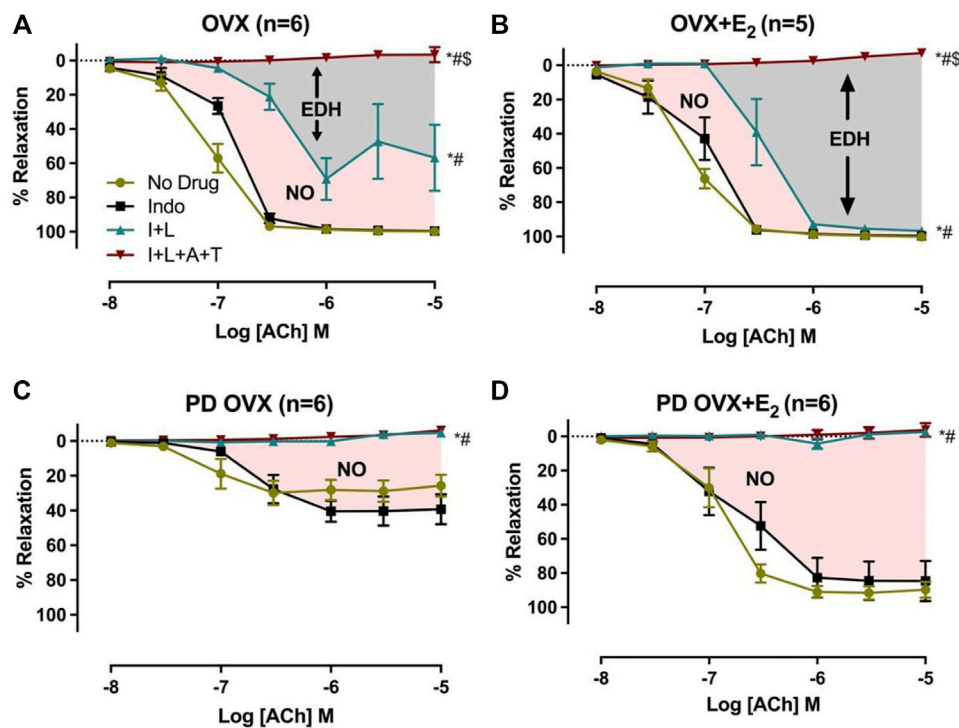 A
OVX (n=6)
0
20
40
60
80
100
% Relaxation
EDH
NO
*#$
*#
No Drug
Indo
I+L
I+L+A+T
-8
-7
-6
-5
Log [ACh] M
B
OVX+E₂ (n=5)
0
20
40
60
80
100
% Relaxation
NO
EDH
*#$
*#
-8
-7
-6
-5
Log [ACh] M
C
PD OVX (n=6)
0
20
40
60
80
100
% Relaxation
NO
*#
-8
-7
-6
-5
Log [ACh] M
D
PD OVX+E₂ (n=6)
0
20
40
60
80
100
% Relaxation
NO
*#
-8
-7
-6
-5
Log [ACh] M